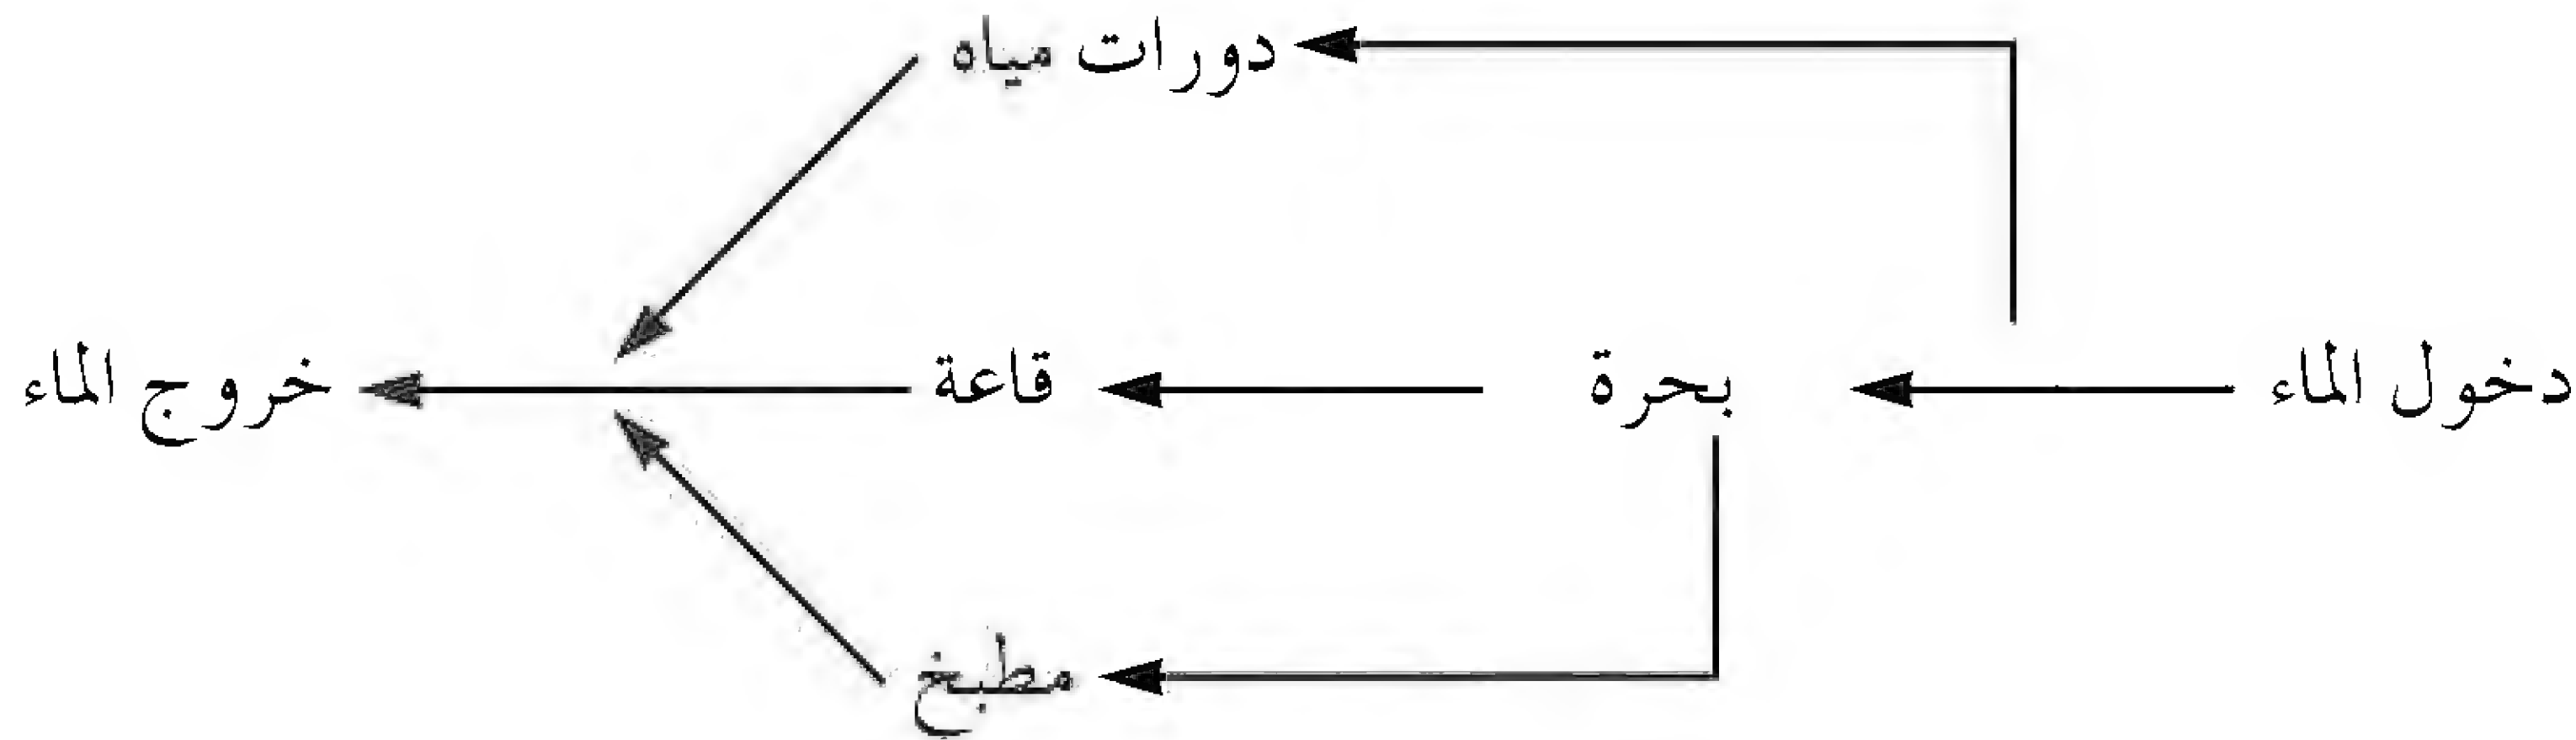 دورات مياه
دخول الماء
بحرة
قاعة
خروج الماء
مطبخ